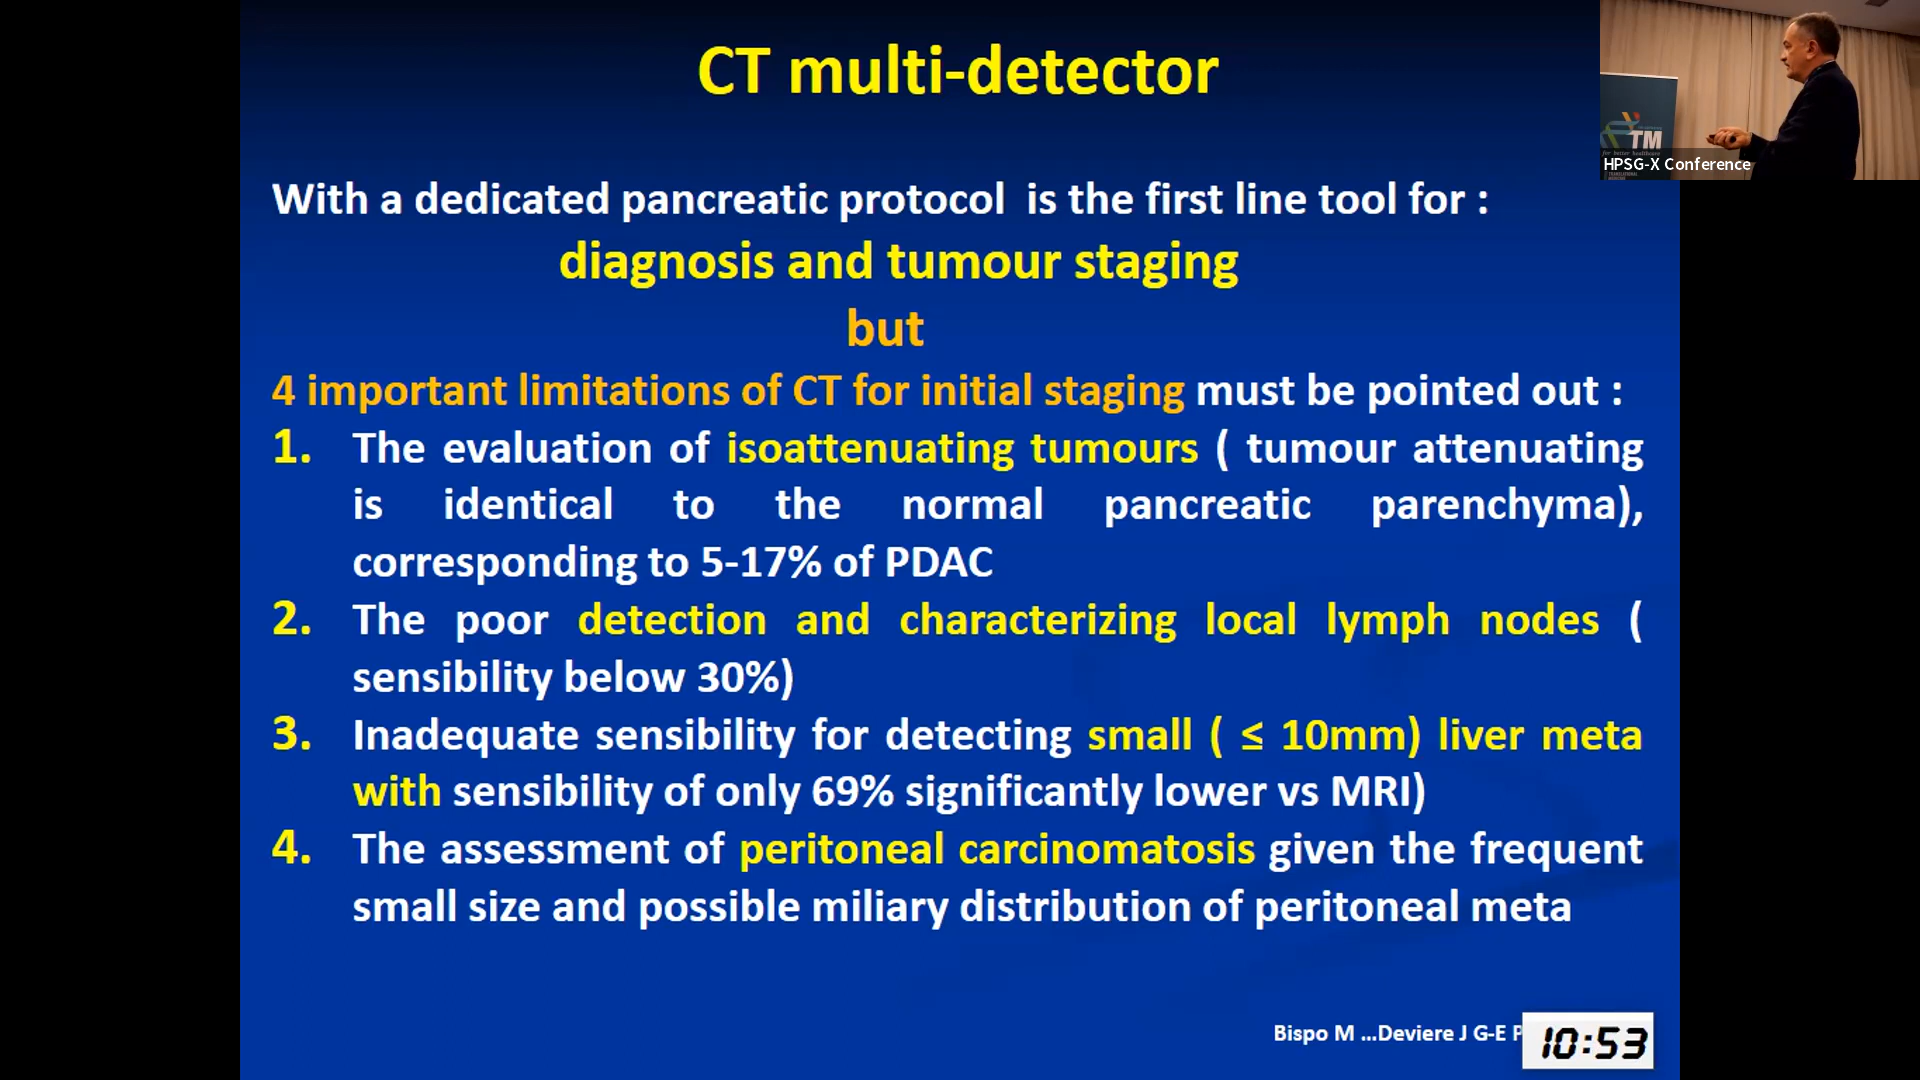 CT multi-detector
With a dedicated pancreatic protocol is the first line tool for :
diagnosis and tumour staging
but
4 important limitations of CT for initial staging must be pointed out :
1. The evaluation of isoattenuating tumours ( tumour attenuating
is identical to the normal pancreatic parenchyma),
corresponding to 5-17% of PDAC
2. The poor detection and characterizing local lymph nodes (
sensibility below 30%)
3. Inadequate sensibility for detecting small ( ≤ 10mm) liver meta
with sensibility of only 69% significantly lower vs MRI)
4. The assessment of peritoneal carcinomatosis given the frequent
small size and possible miliary distribution of peritoneal meta
Bispo M ...Deviere J G-E P
10:53
TM
for better healthcare
HPSG-X Conference